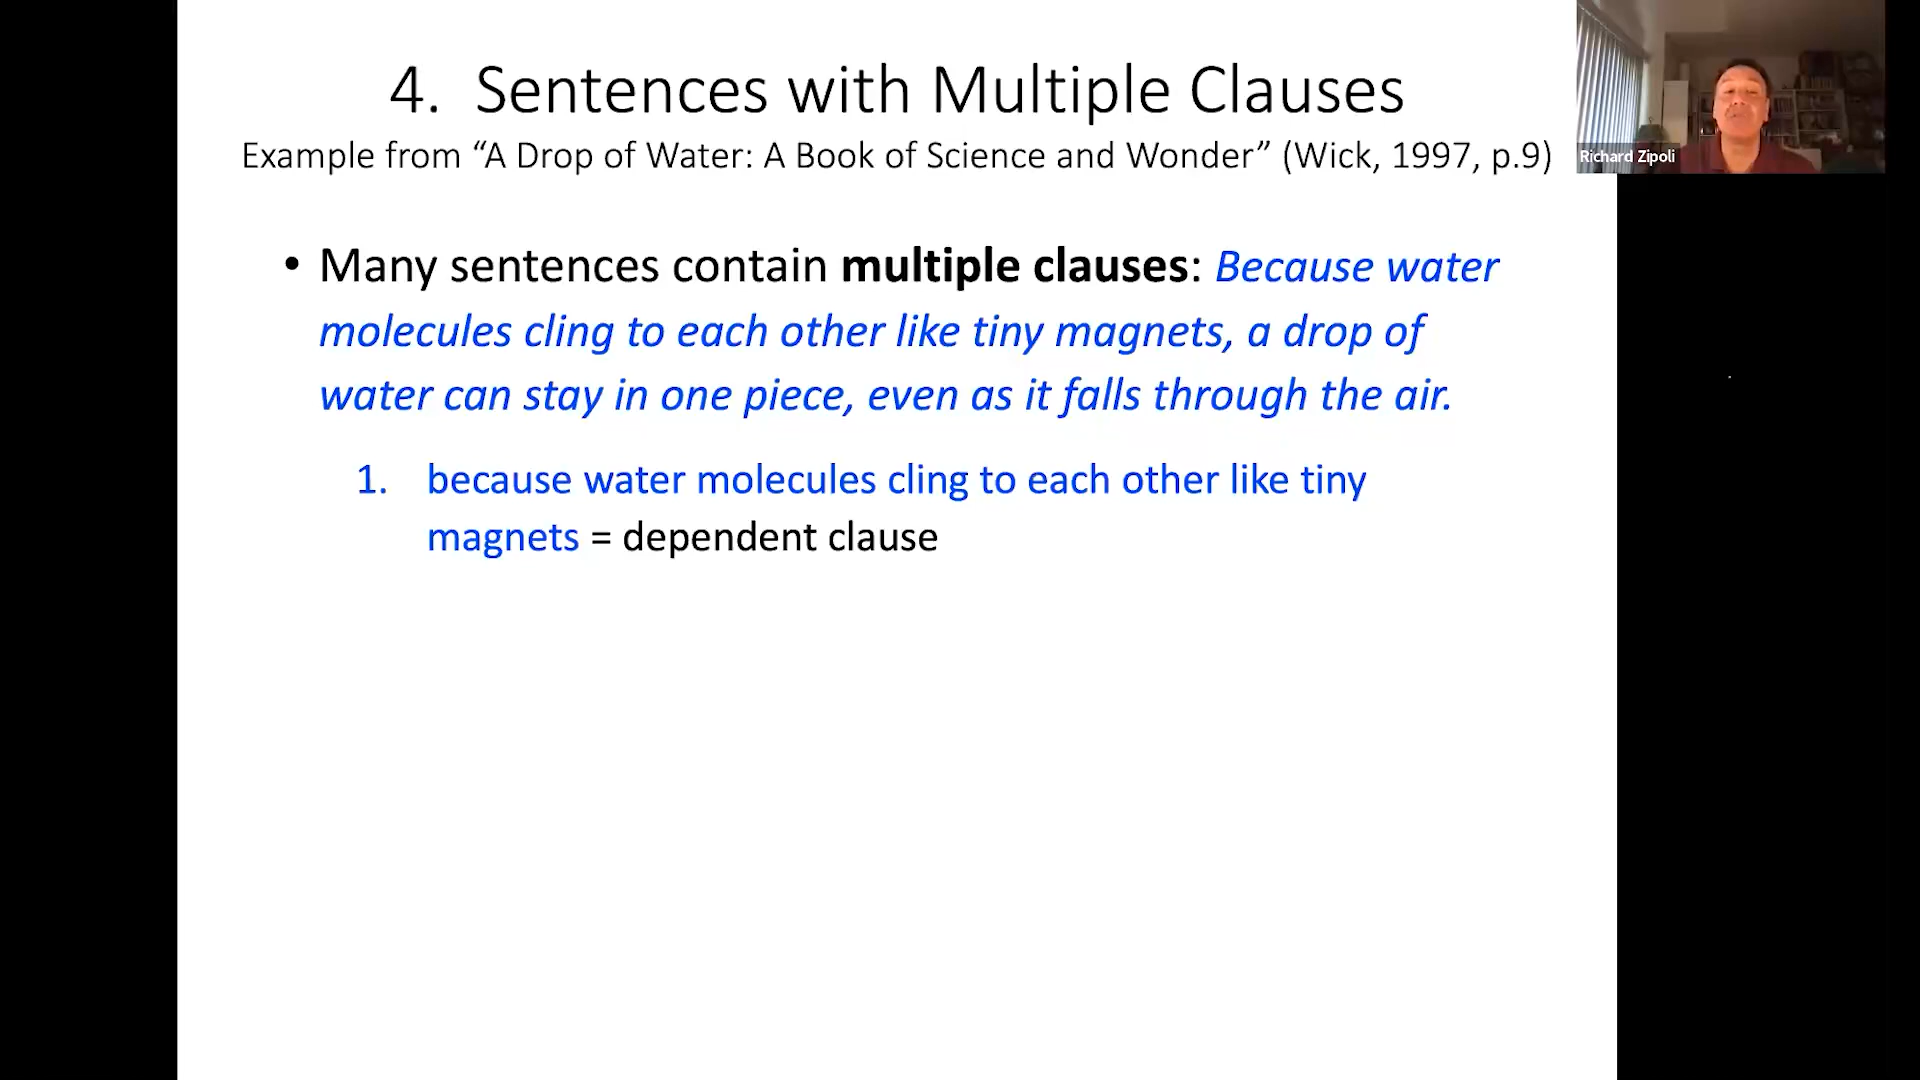 4. Sentences with Multiple Clauses
Example from “A Drop of Water: A Book of Science and Wonder” (Wick, 1997, p.9)
Richard Zipoli
• Many sentences contain multiple clauses: Because water
molecules cling to each other like tiny magnets, a drop of
water can stay in one piece, even as it falls through the air.
1. because water molecules cling to each other like tiny
magnets = dependent clause